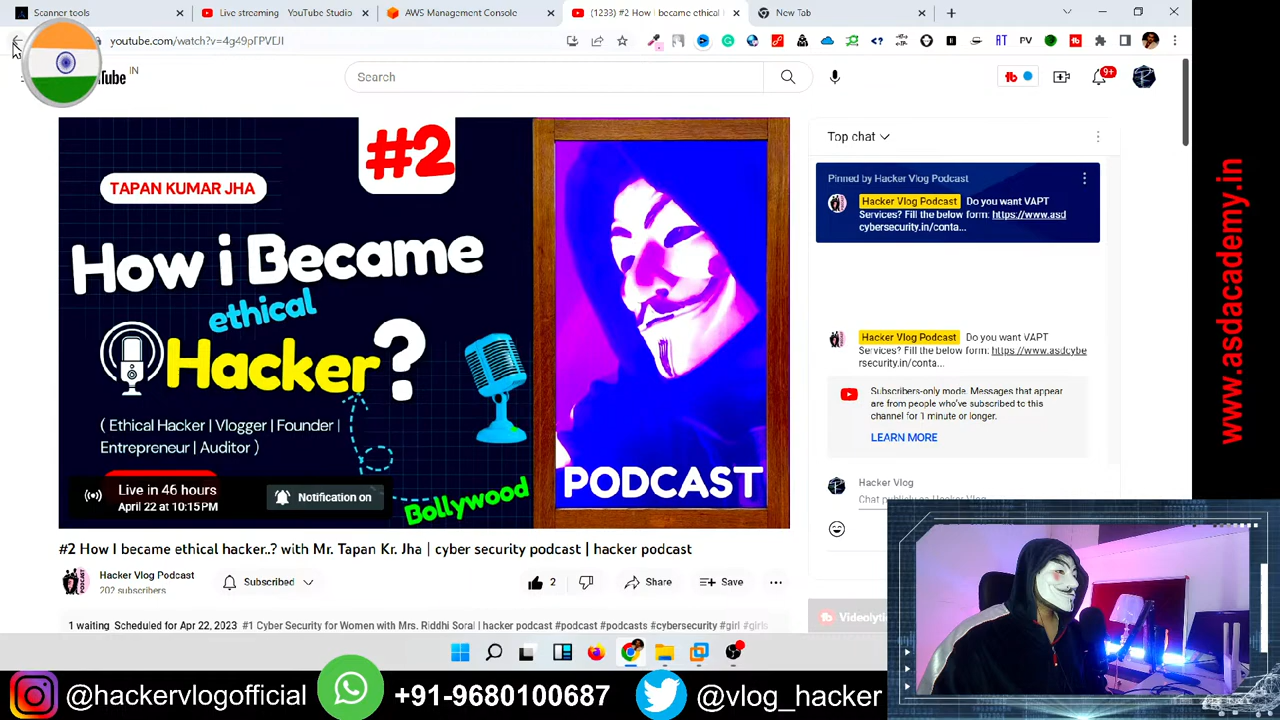 Scanner tools
Live streaming - YouTube Studio
AWS Management Console
(1233) #2 How i became ethical
New Tab
IN
Search
9+
#2
TAPAN KUMAR JHA
How i Became
ethical
Hacker?
( Ethical Hacker | Vlogger | Founder |
Entrepreneur | Auditor )
Live in 46 hours
April 22 at 10:15 PM
Notification on
Bollywood
PODCAST
Top chat
Pinned by Hacker Vlog Podcast
Hacker Vlog Podcast Do you want VAPT
Services? Fill the below form: https://www.asd
cybersecurity.in/conta...
Hacker Vlog Podcast Do you want VAPT
Services? Fill the below form: https://www.asdcybe
rsecurity.in/conta...
Subscribers-only mode. Messages that appear
are from people who've subscribed to this
channel for 1 minute or longer.
LEARN MORE
Hacker Vlog
#2 How I became ethical hacker..? with Mr. Tapan Kr. Jha | cyber security podcast | hacker podcast
Hacker Vlog Podcast
202 subscribers
Subscribed
2
Share
Save
1 waiting Scheduled for Apr 22, 2023 #1 Cyber Security for Women with Mrs. Riddhi Soral | hacker podcast #podcast #podcasts #cybersecurity #girl #girls
www.asdacademy.in
@hackervlogofficial
+91-9680100687
@vlog_hacker